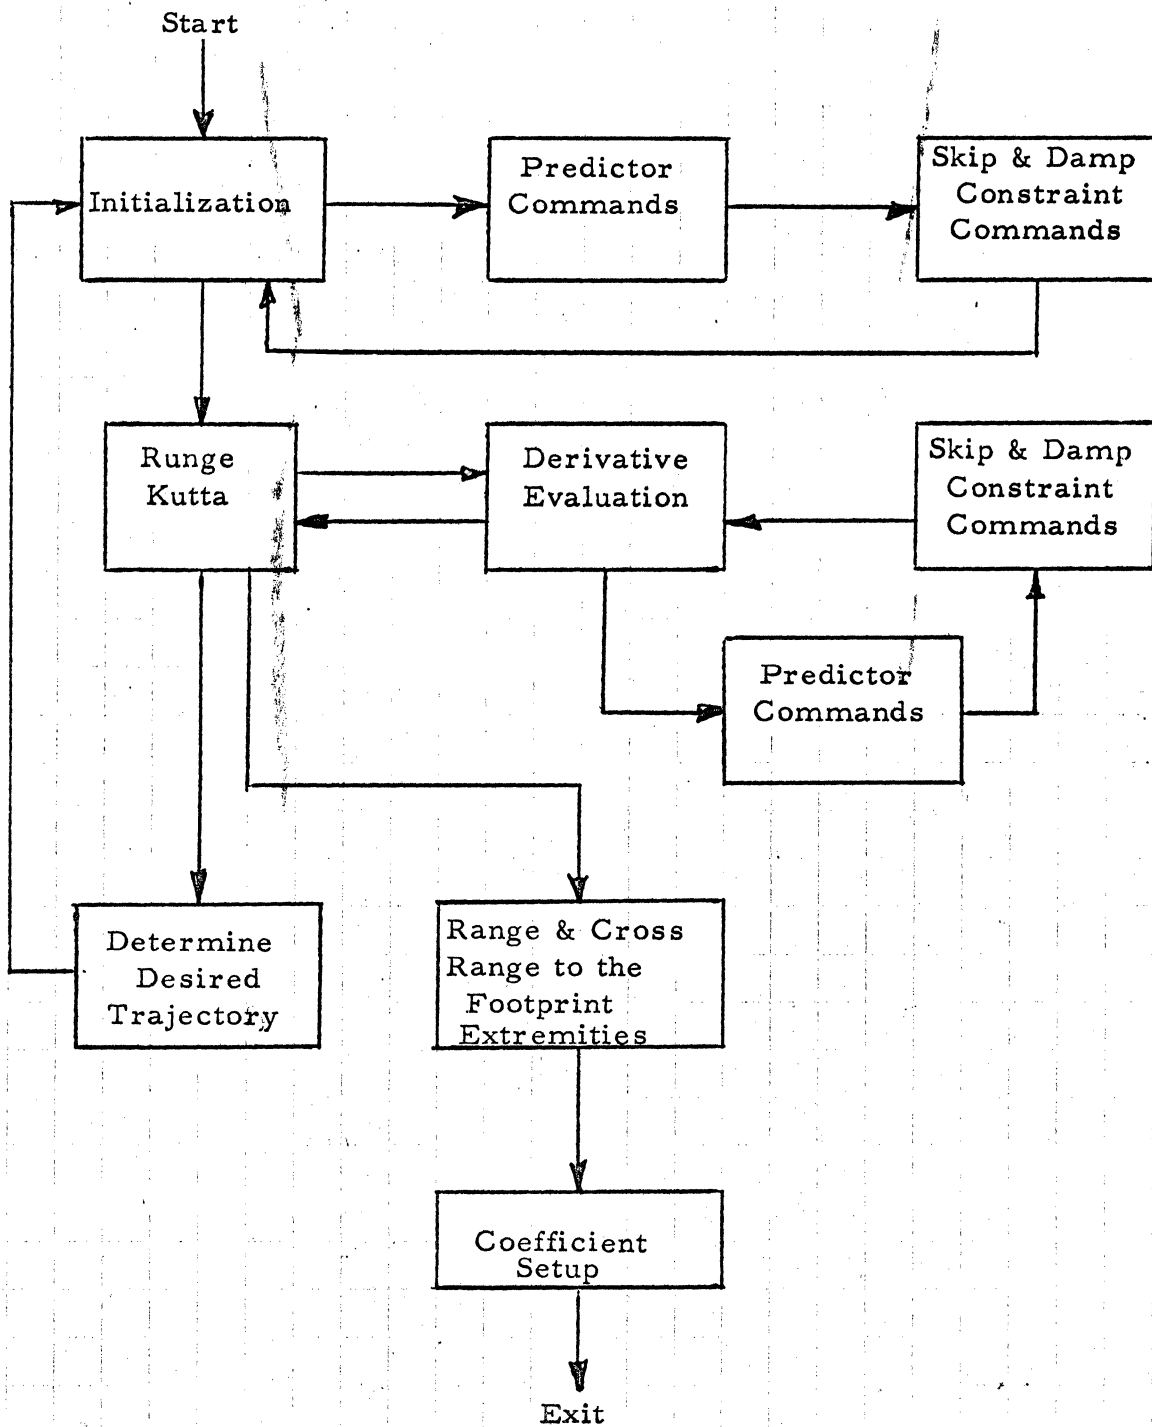 Start
Initialization
Predictor
Commands
Skip & Damp
Constraint
Commands
Runge
Kutta
Derivative
Evaluation
Skip & Damp
Constraint
Commands
Predictor
Commands
Determine
Desired
Trajectory
Range & Cross
Range to the
Footprint
Extremities
Coefficient
Setup
Exit